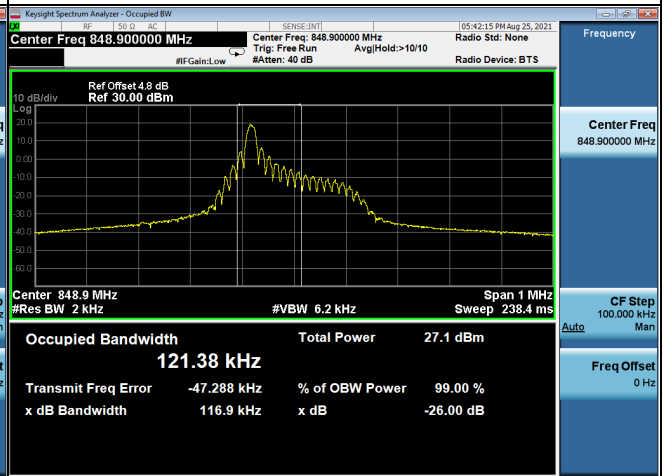 Keysight Spectrum Analyzer - Occupied BW
RF 50 Ω AC SENSE:INT 05:42:15 PM Aug 25, 2021
Center Freq 848.900000 MHz
Center Freq: 848.900000 MHz
Radio Std: None
Trig: Free Run Avg|Hold:>10/10
#IFGain:Low #Atten: 40 dB Radio Device: BTS
Frequency
Ref Offset 4.8 dB
10 dB/div Ref 30.00 dBm
Log
20.0
10.0
0.00
-10.0
-20.0
-30.0
-40.0
-50.0
-60.0
Center 848.9 MHz Span 1 MHz
#Res BW 2 kHz #VBW 6.2 kHz Sweep 238.4 ms
Occupied Bandwidth Total Power 27.1 dBm
121.38 kHz
Transmit Freq Error -47.288 kHz % of OBW Power 99.00 %
x dB Bandwidth 116.9 kHz x dB -26.00 dB
Center Freq
848.900000 MHz
CF Step
100.000 kHz
Auto Man
Freq Offset
0 Hz